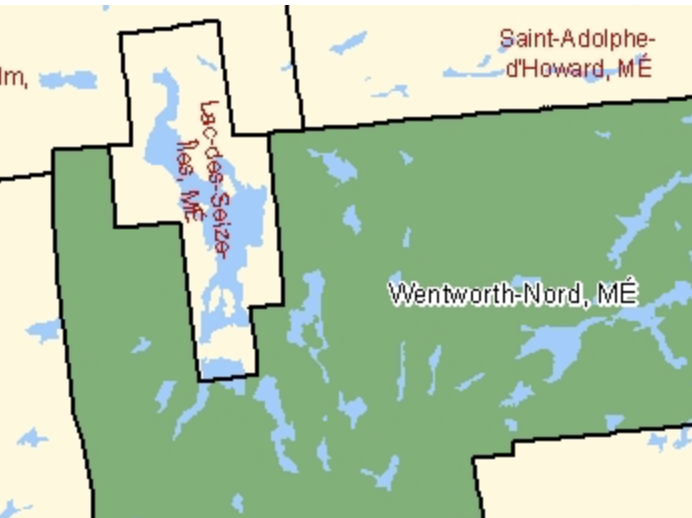 Saint-Adolphe-
d'Howard, MÉ
lm,
Lac-des-Seize-
Îles, MÉ
Wentworth-Nord, MÉ